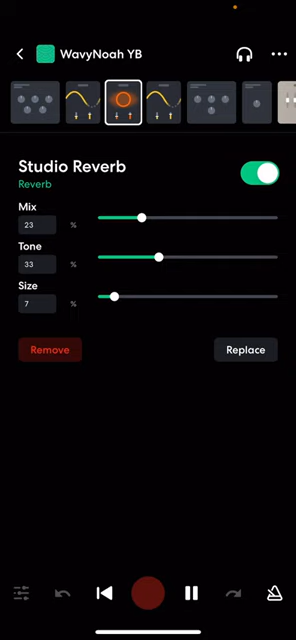 WavyNoah YB
Studio Reverb
Reverb
Mix
23 %
Tone
33 %
Size
7 %
Remove
Replace